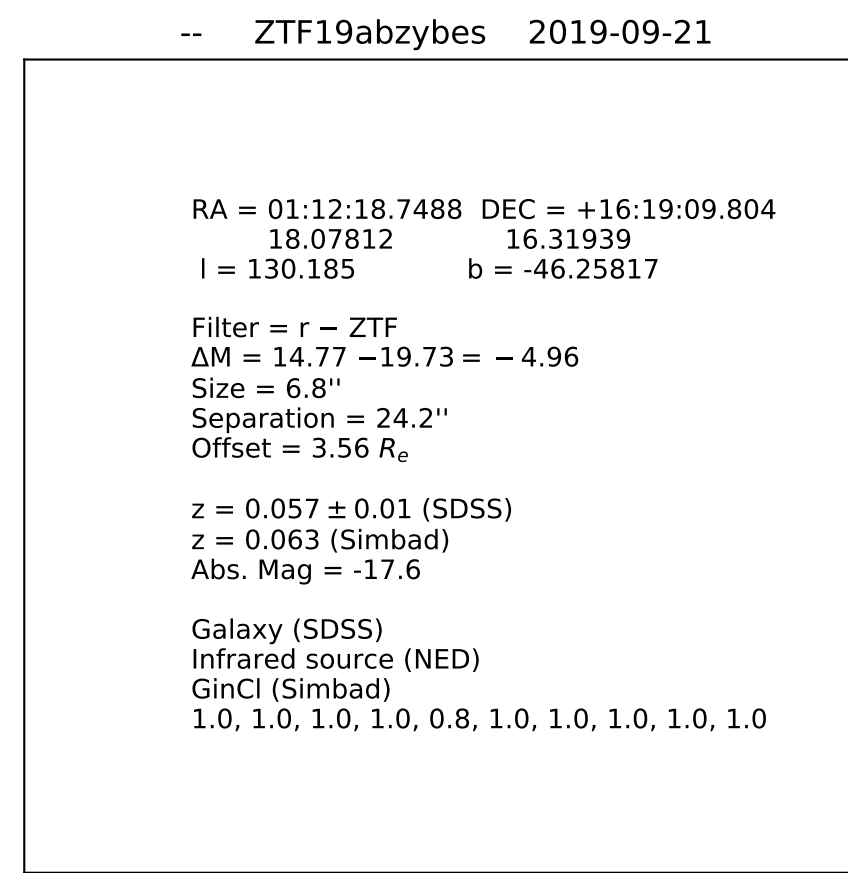 -- ZTF19abzybes 2019-09-21
RA = 01:12:18.7488 DEC = +16:19:09.804
18.07812 16.31939
l = 130.185 b = -46.25817
Filter = r − ZTF
ΔM = 14.77 −19.73 = − 4.96
Size = 6.8''
Separation = 24.2''
Offset = 3.56 Re
z = 0.057 ± 0.01 (SDSS)
z = 0.063 (Simbad)
Abs. Mag = -17.6
Galaxy (SDSS)
Infrared source (NED)
GinCl (Simbad)
1.0, 1.0, 1.0, 1.0, 0.8, 1.0, 1.0, 1.0, 1.0, 1.0